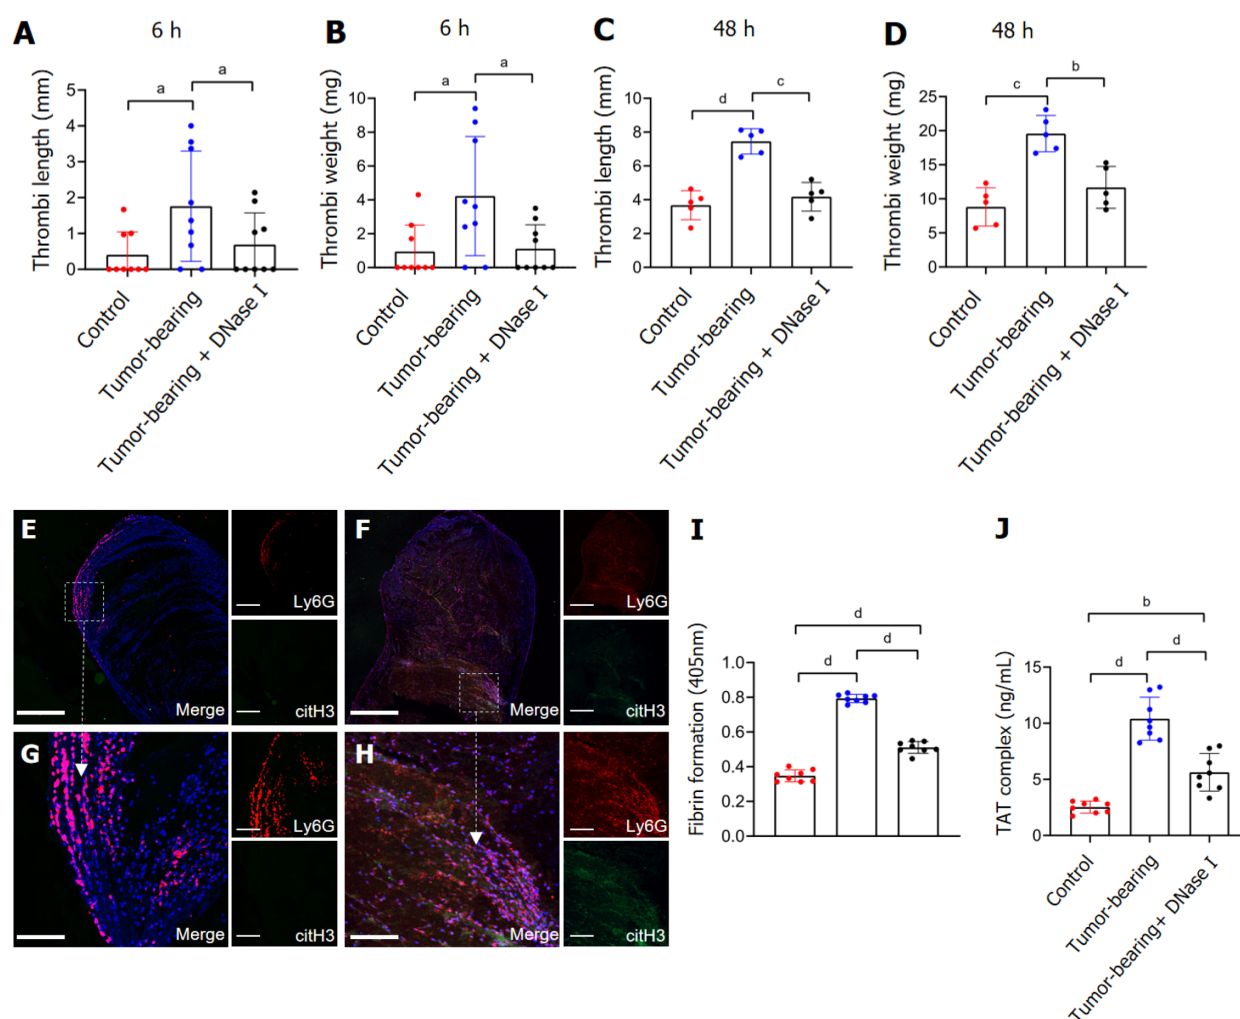 A
6 h
Thrombi length (mm)
5
4
3
2
1
0
a
a
Control
Tumor-bearing
Tumor-bearing + DNase I
B
6 h
Thrombi weight (mg)
10
8
6
4
2
0
a
a
Control
Tumor-bearing
Tumor-bearing + DNase I
C
48 h
Thrombi length (mm)
10
8
6
4
2
0
d
c
Control
Tumor-bearing
Tumor-bearing + DNase I
D
48 h
Thrombi weight (mg)
25
20
15
10
5
0
c
b
Control
Tumor-bearing
Tumor-bearing + DNase I
E
Merge
Ly6G
citH3
F
Merge
Ly6G
citH3
G
Merge
Ly6G
citH3
H
Merge
Ly6G
citH3
I
Fibrin formation (405nm)
1.0
0.8
0.6
0.4
0.2
0.0
d
d
d
J
TAT complex (ng/mL)
15
10
5
0
b
d
d
Control
Tumor-bearing
Tumor-bearing+ DNase I